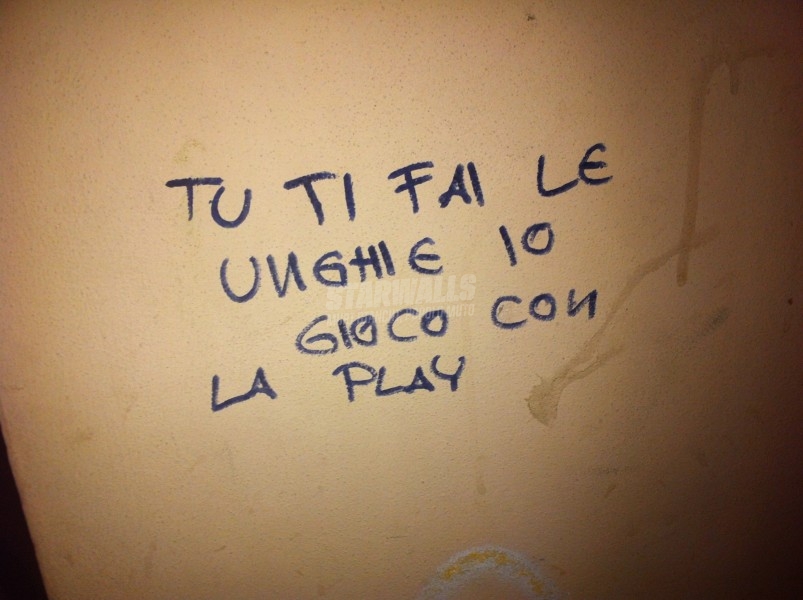 TU TI FAI LE
UNGHIE IO
STARWALLS
GIOCO CON
LA PLAY